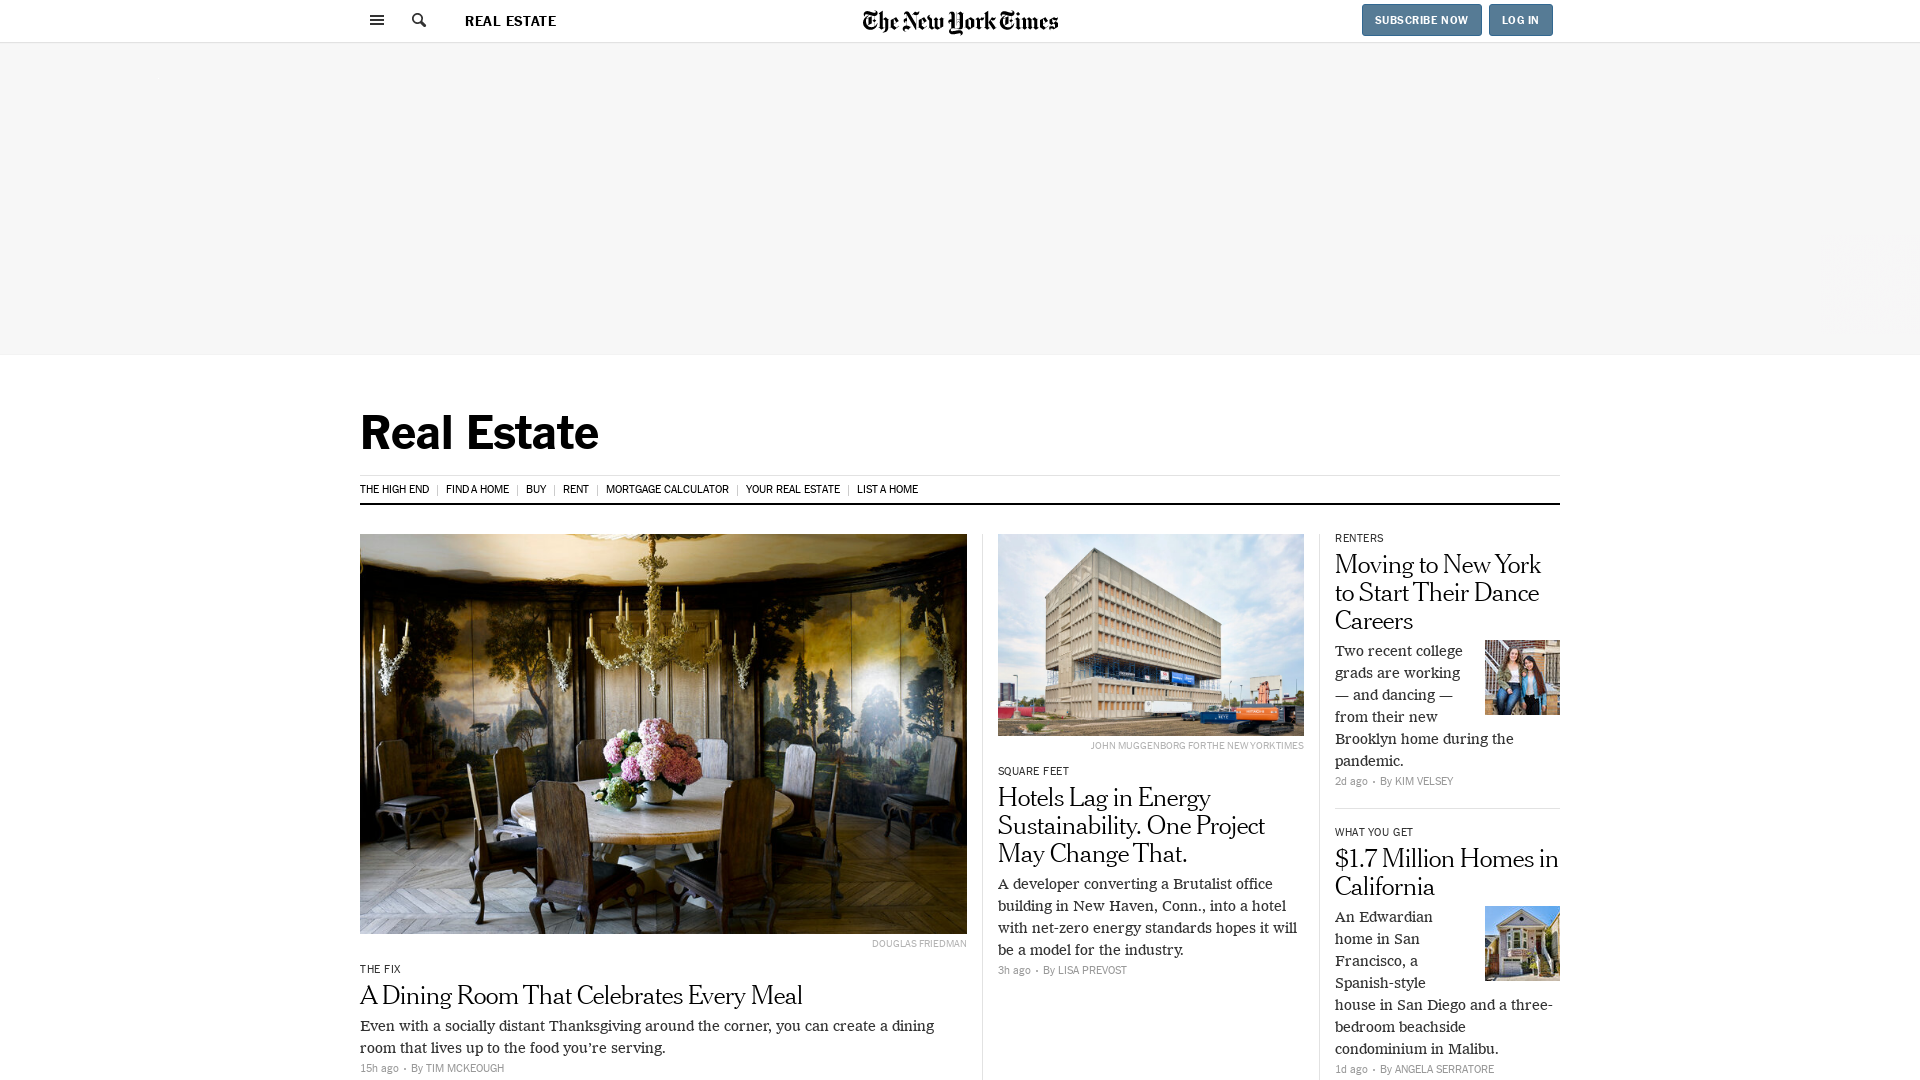 REAL ESTATE
The New York Times
SUBSCRIBE NOW
LOG IN
Real Estate
THE HIGH END
FIND A HOME
BUY
RENT
MORTGAGE CALCULATOR
YOUR REAL ESTATE
LIST A HOME
DOUGLAS FRIEDMAN
THE FIX
A Dining Room That Celebrates Every Meal
Even with a socially distant Thanksgiving around the corner, you can create a dining
room that lives up to the food you’re serving.
15h ago · By TIM MCKEOUGH
JOHN MUGGENBORG FOR THE NEW YORK TIMES
SQUARE FEET
Hotels Lag in Energy
Sustainability. One Project
May Change That.
A developer converting a Brutalist office
building in New Haven, Conn., into a hotel
with net-zero energy standards hopes it will
be a model for the industry.
3h ago · By LISA PREVOST
RENTERS
Moving to New York
to Start Their Dance
Careers
Two recent college
grads are working
— and dancing —
from their new
Brooklyn home during the
pandemic.
2d ago · By KIM VELSEY
WHAT YOU GET
$1.7 Million Homes in
California
An Edwardian
home in San
Francisco, a
Spanish-style
house in San Diego and a three-
bedroom beachside
condominium in Malibu.
1d ago · By ANGELA SERRATORE